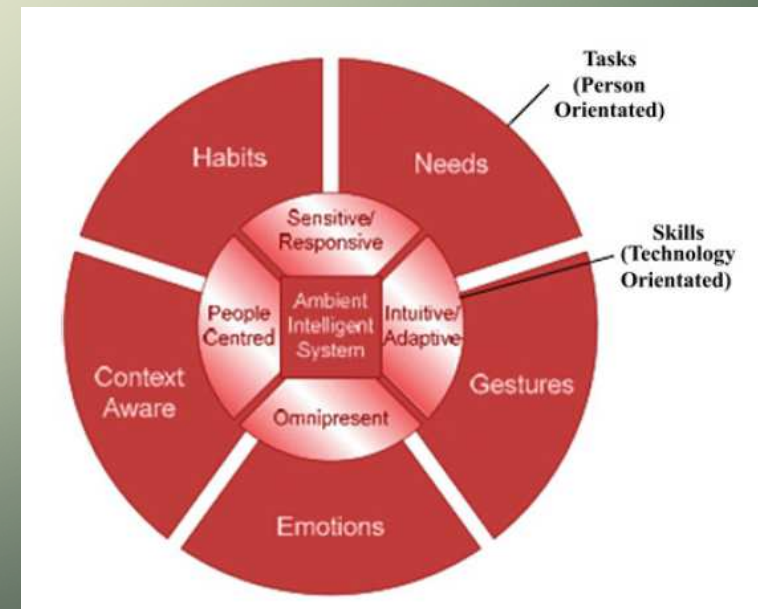 Tasks
(Person
Orientated)
Habits
Needs
Sensitive/
Responsive
Skills
(Technology
Orientated)
People
Centred
Ambient
Intelligent
System
Intuitive/
Adaptive
Context
Aware
Gestures
Omnipresent
Emotions